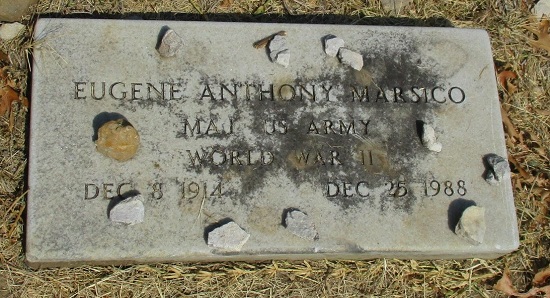 EUGENE ANTHONY MARSICO
MAJ US ARMY
WORLD WAR II
DEC 8 1914 DEC 25 1988